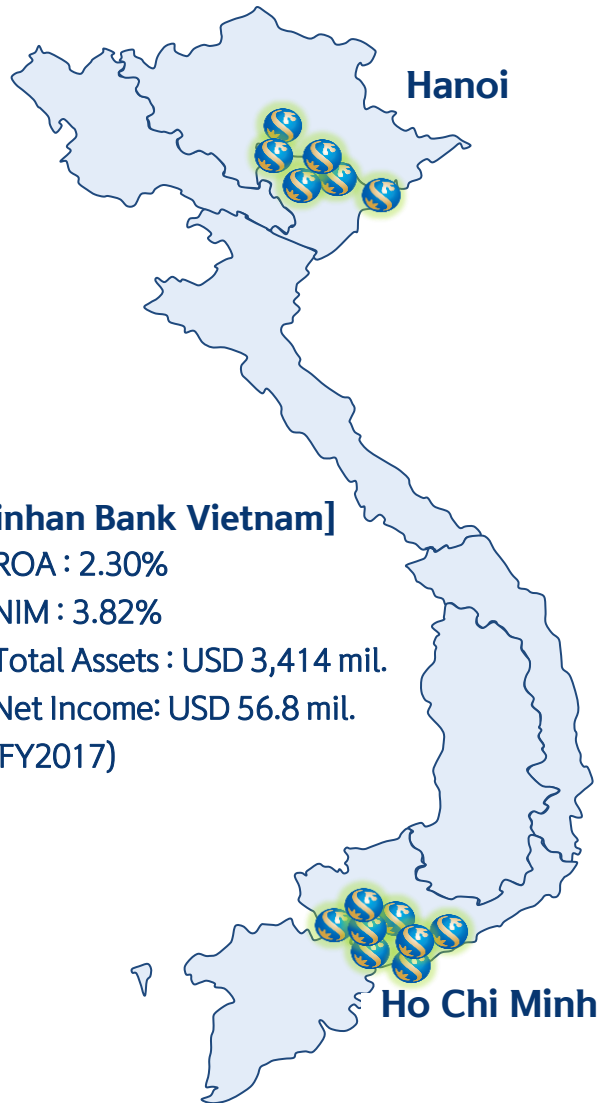 Hanoi
inhan Bank Vietnam]
ROA : 2.30%
NIM : 3.82%
Total Assets : USD 3,414 mil.
Net Income: USD 56.8 mil.
FY2017)
Ho Chi Minh